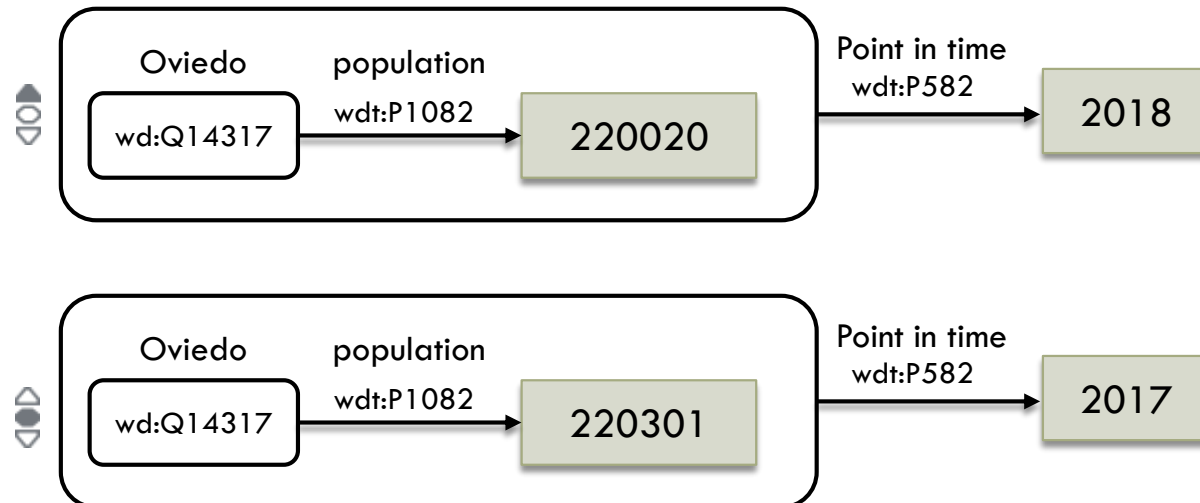 Oviedo
population
Point in time
wdt:P582
wd:Q14317
wdt:P1082
220020
2018
Oviedo
population
Point in time
wdt:P582
wd:Q14317
wdt:P1082
220301
2017